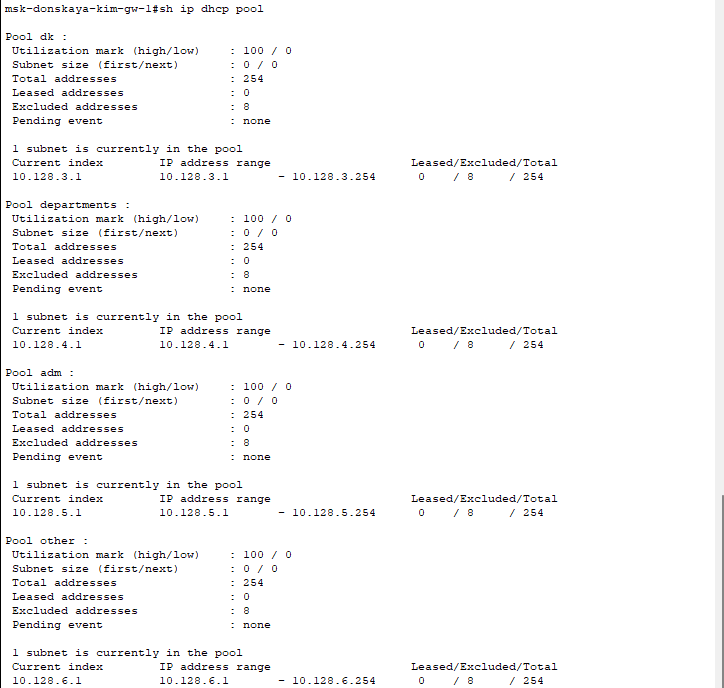 msk-donskaya-kim-gw-1#sh ip dhcp pool
Pool dk :
Utilization mark (high/low) : 100 / 0
Subnet size (first/next) : 0 / 0
Total addresses : 254
Leased addresses : 0
Excluded addresses : 8
Pending event : none
1 subnet is currently in the pool
Current index IP address range Leased/Excluded/Total
10.128.3.1 10.128.3.1 - 10.128.3.254 0 / 8 / 254
Pool departments :
Utilization mark (high/low) : 100 / 0
Subnet size (first/next) : 0 / 0
Total addresses : 254
Leased addresses : 0
Excluded addresses : 8
Pending event : none
1 subnet is currently in the pool
Current index IP address range Leased/Excluded/Total
10.128.4.1 10.128.4.1 - 10.128.4.254 0 / 8 / 254
Pool adm :
Utilization mark (high/low) : 100 / 0
Subnet size (first/next) : 0 / 0
Total addresses : 254
Leased addresses : 0
Excluded addresses : 8
Pending event : none
1 subnet is currently in the pool
Current index IP address range Leased/Excluded/Total
10.128.5.1 10.128.5.1 - 10.128.5.254 0 / 8 / 254
Pool other :
Utilization mark (high/low) : 100 / 0
Subnet size (first/next) : 0 / 0
Total addresses : 254
Leased addresses : 0
Excluded addresses : 8
Pending event : none
1 subnet is currently in the pool
Current index IP address range Leased/Excluded/Total
10.128.6.1 10.128.6.1 - 10.128.6.254 0 / 8 / 254